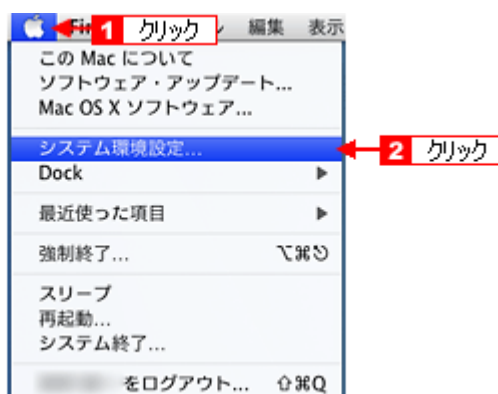 1 クリック 編集 表示
この Mac について
ソフトウェア・アップデート...
Mac OS X ソフトウェア...
システム環境設定...
2 クリック
Dock ▶
最近使った項目 ▶
強制終了... ⌥⌘⎋
スリープ
再起動...
システム終了...
をログアウト... ⇧⌘Q